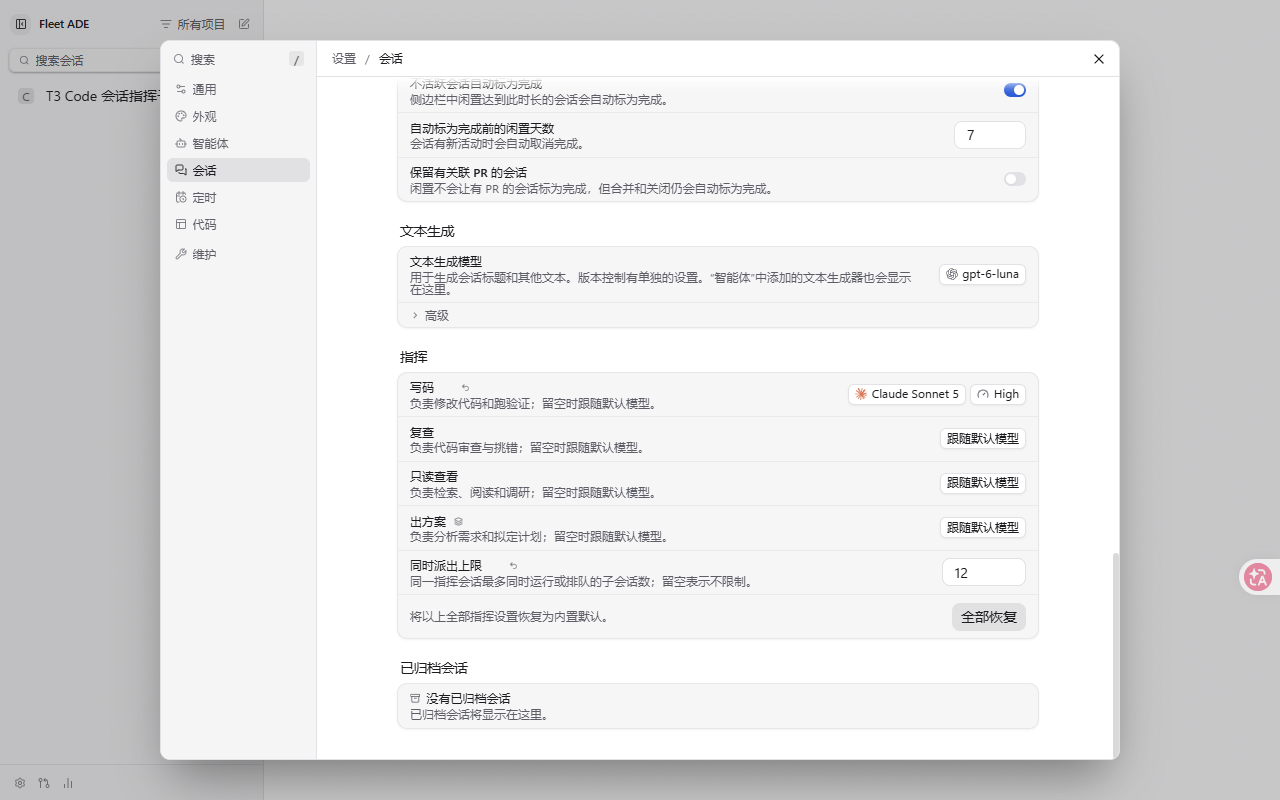 Fleet ADE
所有项目
搜索会话
C
T3 Code 会话指挥
搜索
/
通用
外观
智能体
会话
定时
代码
维护
设置 / 会话
不活跃会话自动标为完成
侧边栏中闲置达到此时长的会话会自动标为完成。
自动标为完成前的闲置天数
会话有新活动时会自动取消完成。
7
保留有关联 PR 的会话
闲置不会让有 PR 的会话标为完成，但合并和关闭仍会自动标为完成。
文本生成
文本生成模型
用于生成会话标题和其他文本。版本控制有单独的设置。“智能体”中添加的文本生成器也会显示
在这里。
gpt-6-luna
高级
指挥
写码
负责修改代码和跑验证；留空时跟随默认模型。
Claude Sonnet 5
High
复查
负责代码审查与挑错；留空时跟随默认模型。
跟随默认模型
只读查看
负责检索、阅读和调研；留空时跟随默认模型。
跟随默认模型
出方案
负责分析需求和拟定计划；留空时跟随默认模型。
跟随默认模型
同时派出上限
同一指挥会话最多同时运行或排队的子会话数；留空表示不限制。
12
将以上全部指挥设置恢复为内置默认。
全部恢复
已归档会话
没有已归档会话
已归档会话将显示在这里。